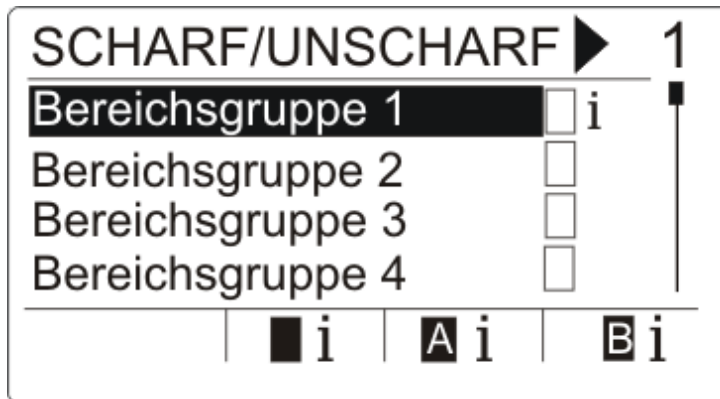 SCHARF/UNSCHARF ▶ 1
Bereichsgruppe 1 i
Bereichsgruppe 2
Bereichsgruppe 3
Bereichsgruppe 4
i A i B i